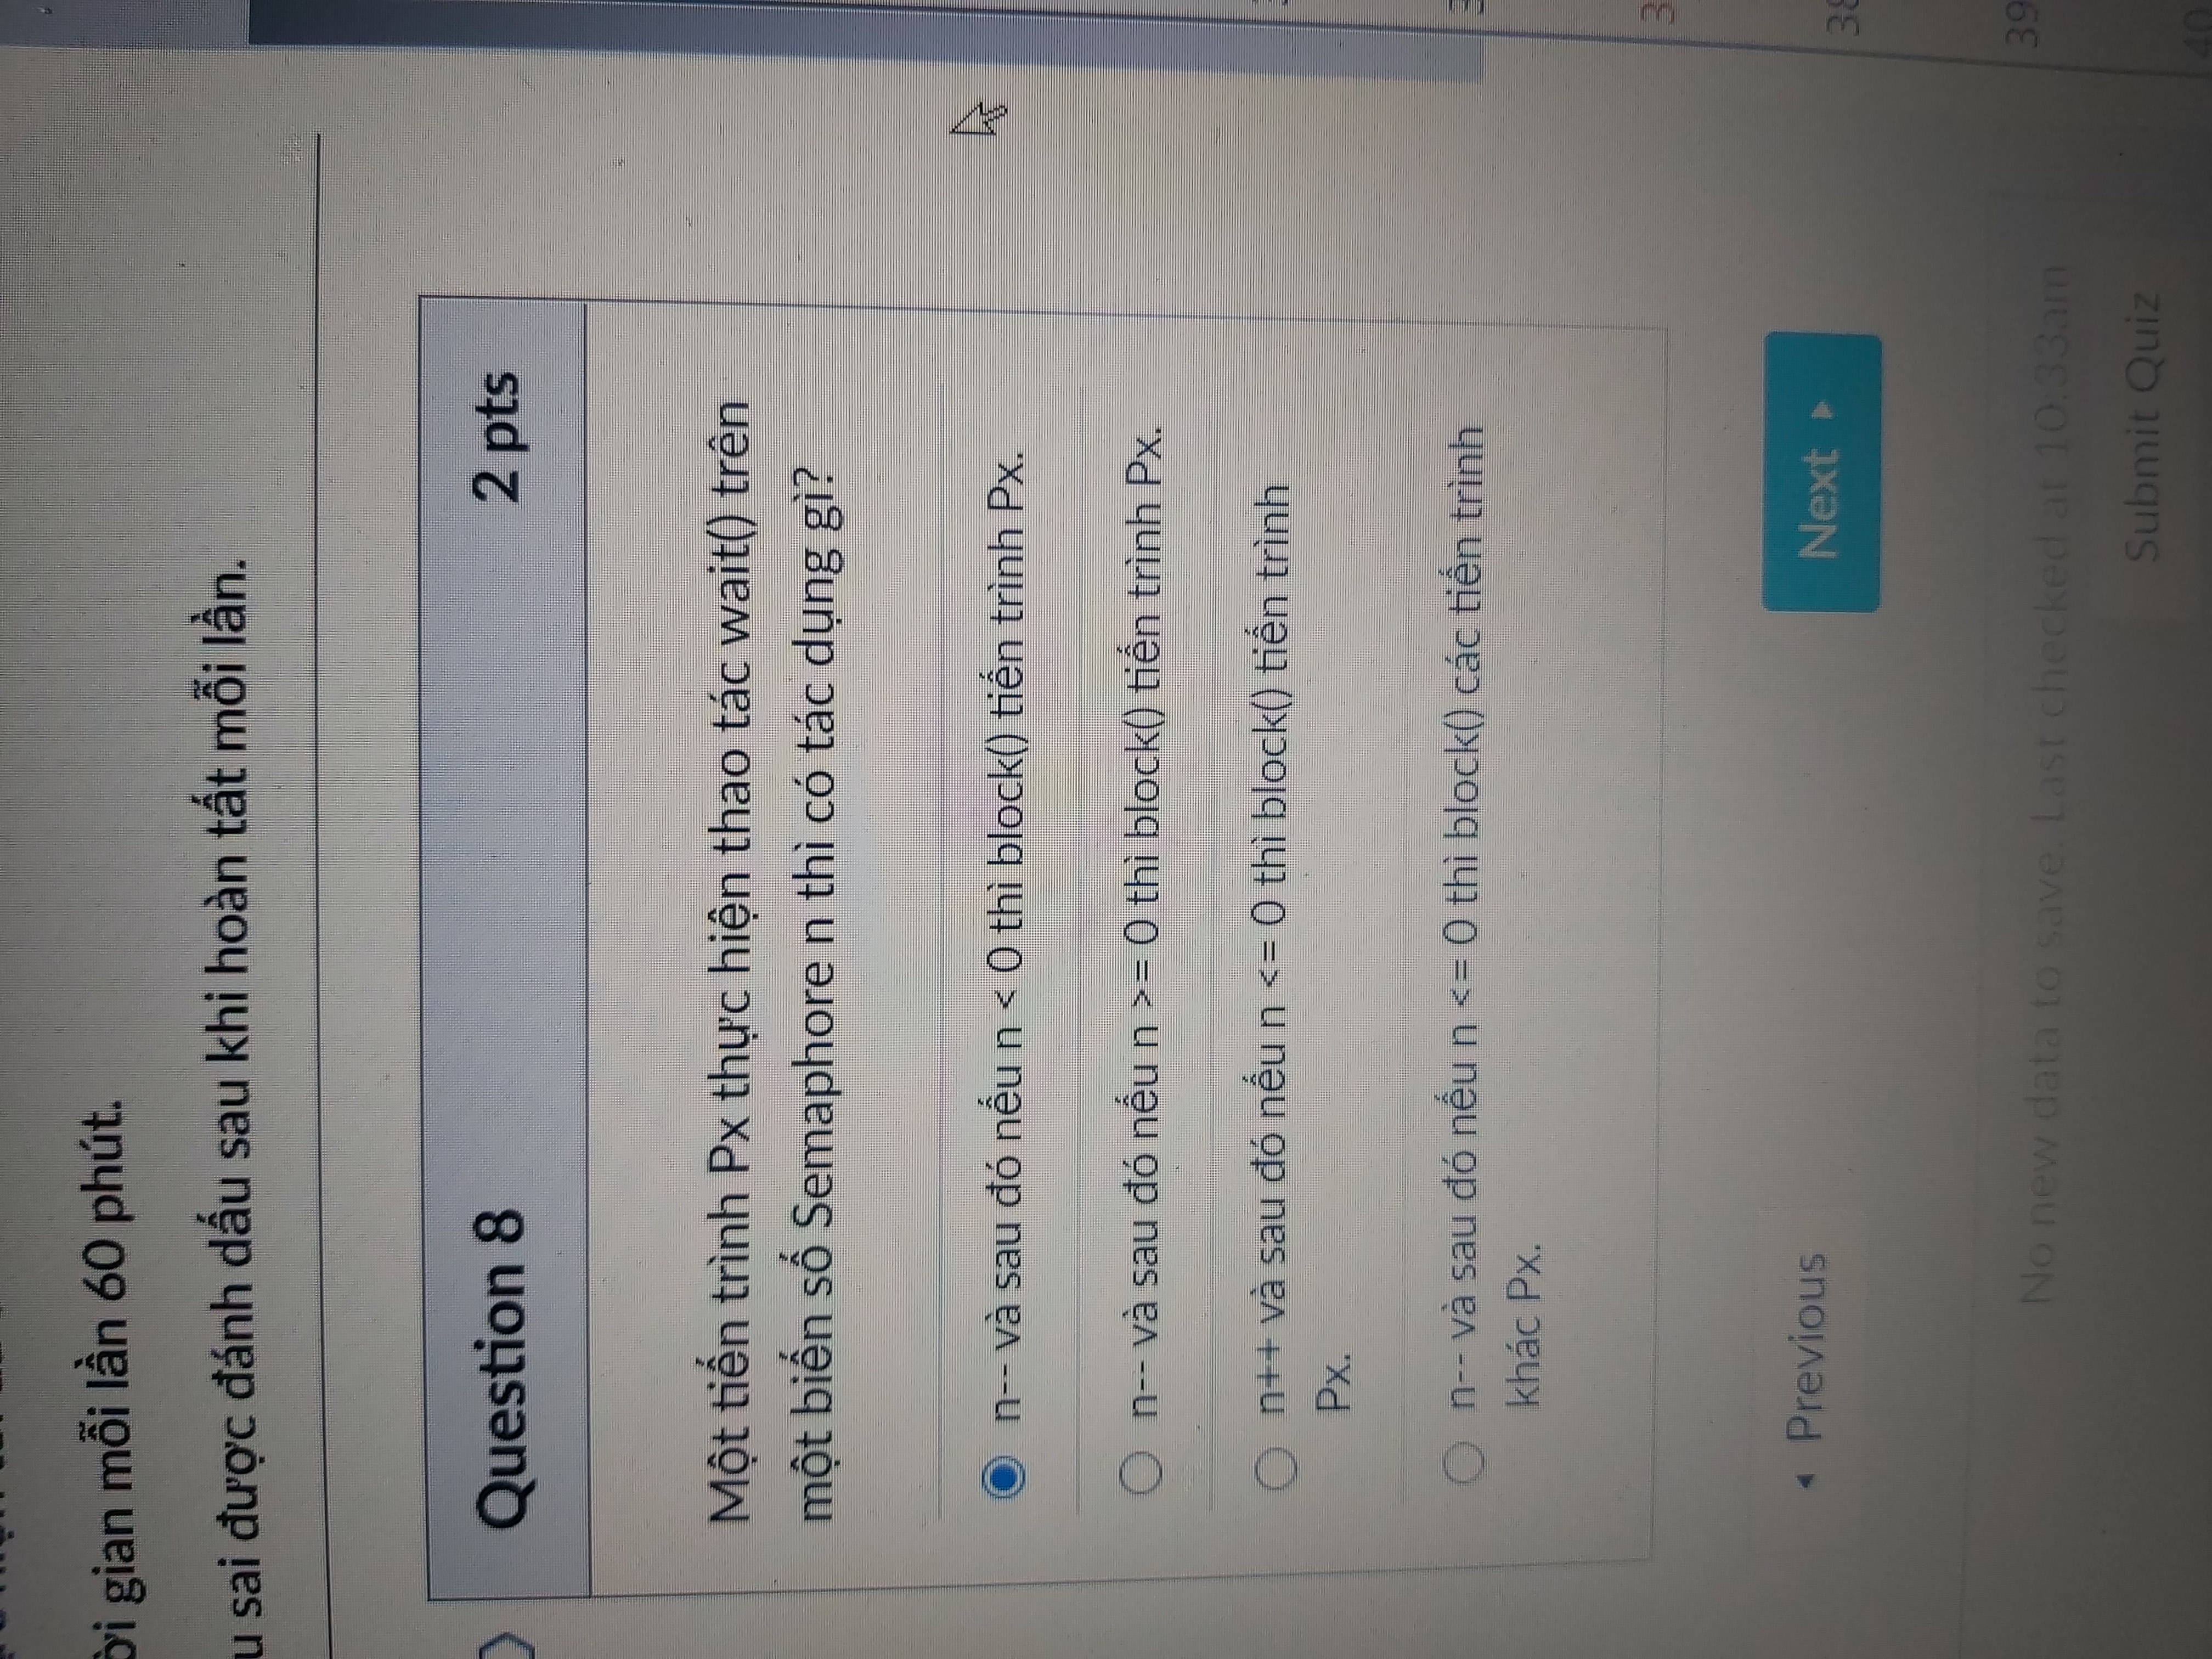 ời gian mỗi lần 60 phút.
u sai được đánh dấu sau khi hoàn tất mỗi lần.
Question 8 2 pts
Một tiến trình Px thực hiện thao tác wait() trên
một biến số Semaphore n thì có tác dụng gì?
n-- và sau đó nếu n < 0 thì block() tiến trình Px.
n-- và sau đó nếu n >= 0 thì block() tiến trình Px.
n++ và sau đó nếu n <= 0 thì block() tiến trình
Px.
n-- và sau đó nếu n <= 0 thì block() các tiến trình
khác Px.
3
3
Previous Next
38
39
No new data to save. Last checked at 10:33am
Submit Quiz
40